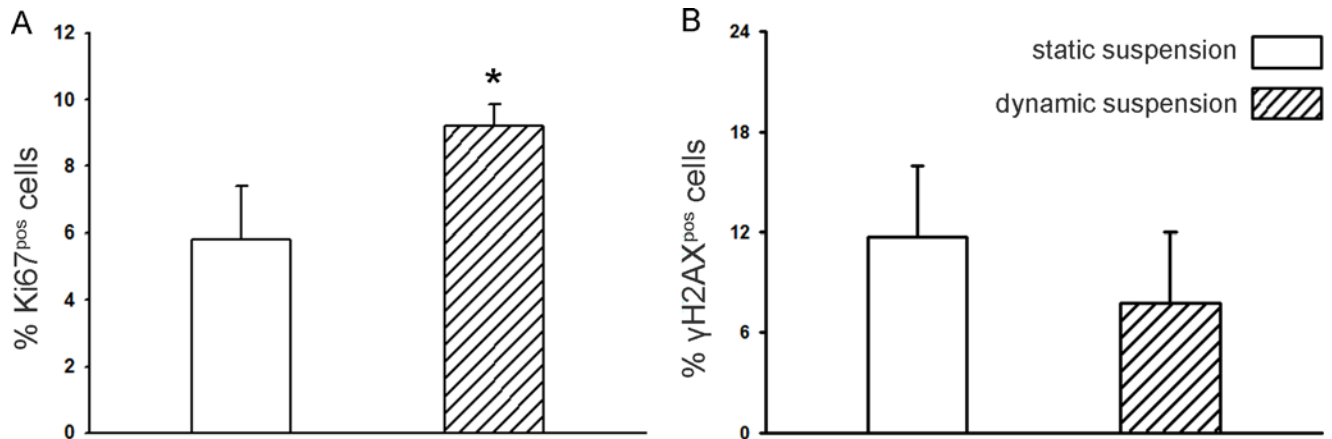 A
% Ki67pos cells
12
10
8
6
4
2
0
*
B
% γH2AXpos cells
24
18
12
6
0
static suspension
dynamic suspension